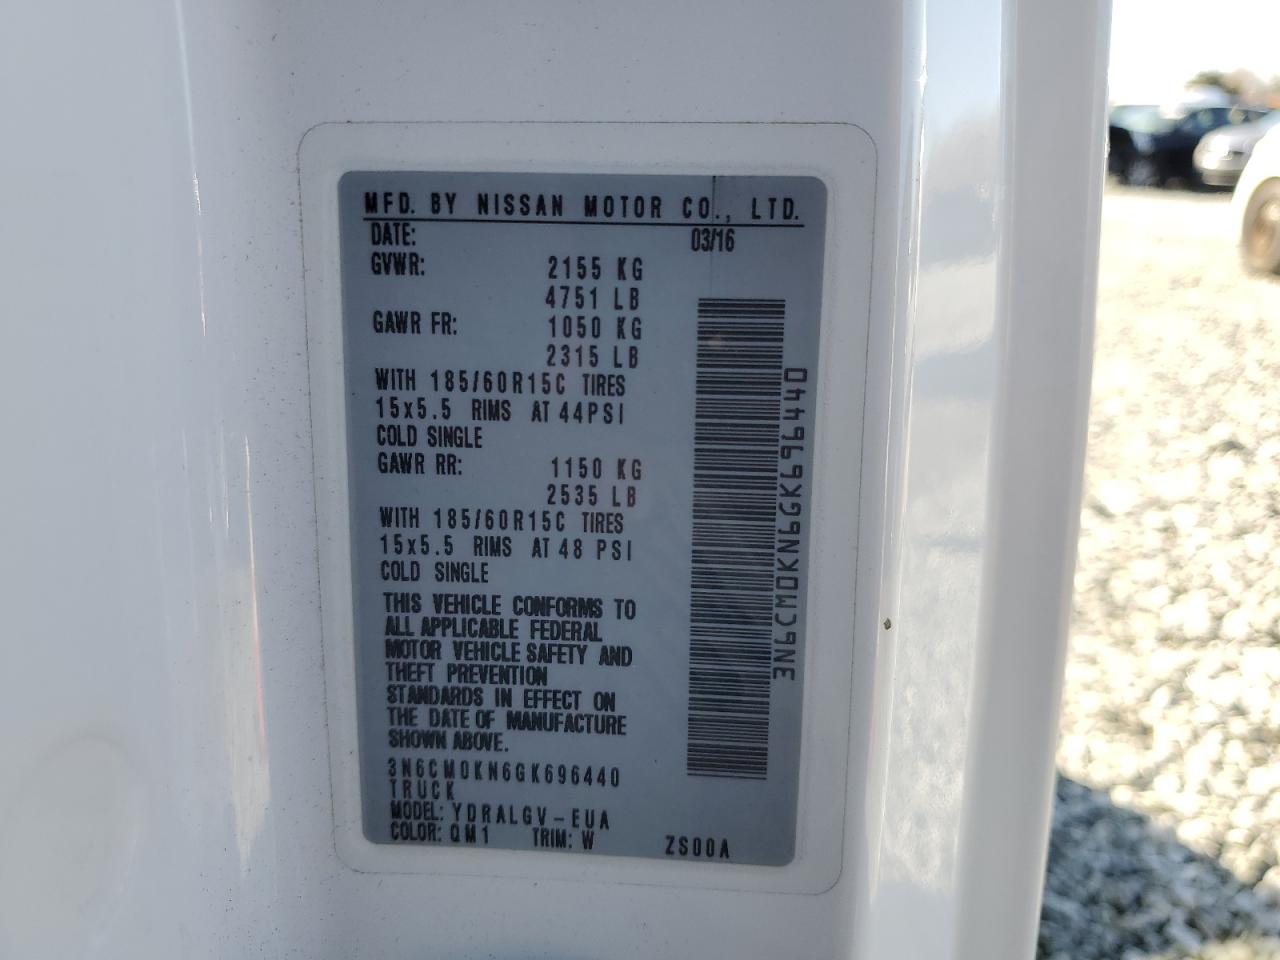 MFD. BY NISSAN MOTOR CO., LTD.
DATE: 03/16
GVWR: 2155 KG
4751 LB
GAWR FR: 1050 KG
2315 LB
WITH 185/60R15C TIRES
15x5.5 RIMS AT 44PSI
COLD SINGLE
GAWR RR: 1150 KG
2535 LB
WITH 185/60R15C TIRES
15x5.5 RIMS AT 48 PSI
COLD SINGLE
THIS VEHICLE CONFORMS TO
ALL APPLICABLE FEDERAL
MOTOR VEHICLE SAFETY AND
THEFT PREVENTION
STANDARDS IN EFFECT ON
THE DATE OF MANUFACTURE
SHOWN ABOVE.
3N6CM0KN6GK696440
TRUCK
MODEL: YDRALGV-EUA
COLOR: QM1 TRIM: W ZS00A
3N6CM0KN6GK696440